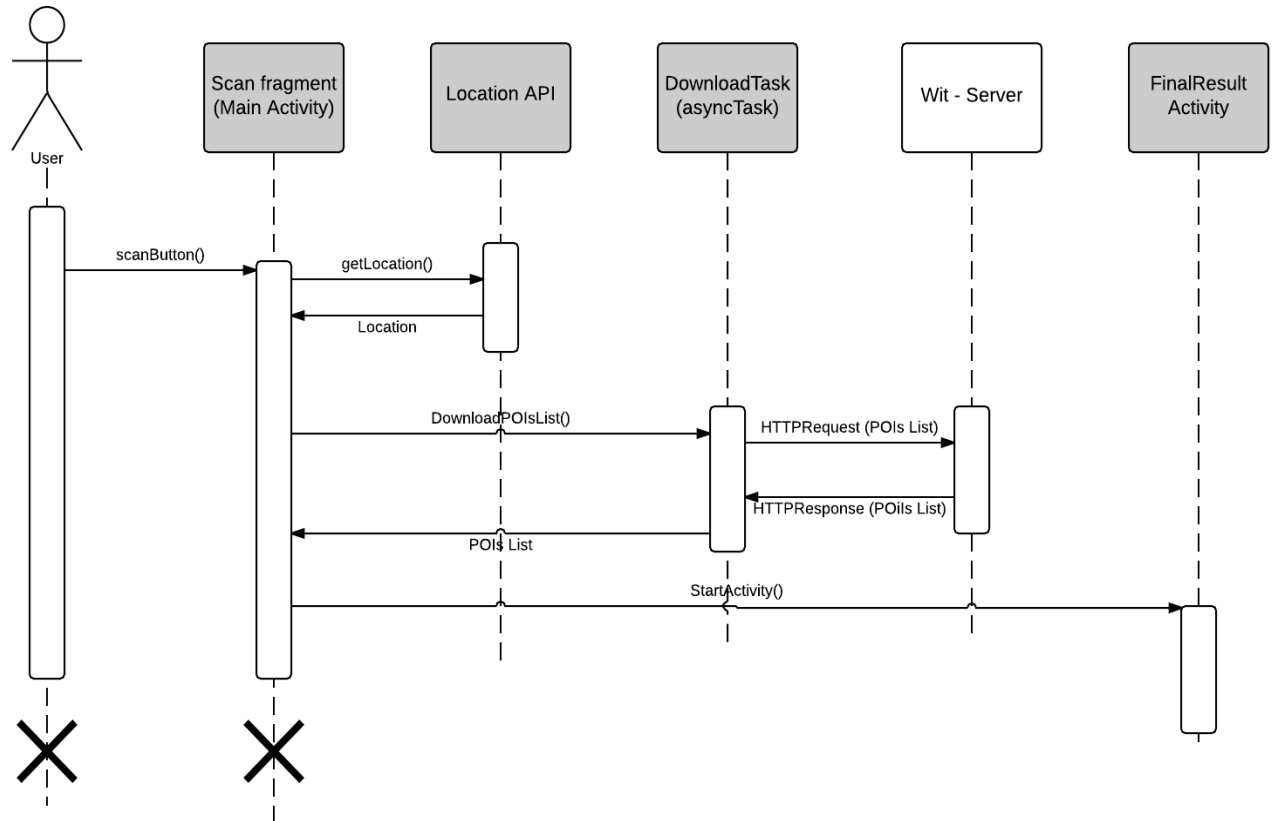 Scan fragment
(Main Activity)
Location API
DownloadTask
(asyncTask)
Wit - Server
FinalResult
Activity
User
scanButton()
getLocation()
Location
DownloadPOIsList()
HTTPRequest (POIs List)
HTTPResponse (POiIs List)
POIs List
StartActivity()